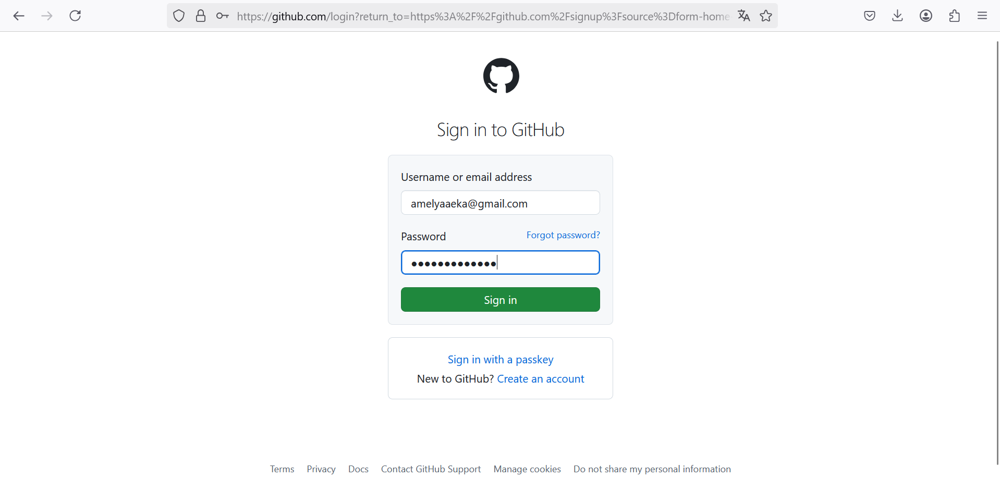 https://github.com/login?return_to=https%3A%2F%2Fgithub.com%2Fsignup%3Fsource%3Dform-home-
Sign in to GitHub
Username or email address
amelyaaeka@gmail.com
Password Forgot password?
●●●●●●●●●●●●●
Sign in
Sign in with a passkey
New to GitHub? Create an account
Terms Privacy Docs Contact GitHub Support Manage cookies Do not share my personal information